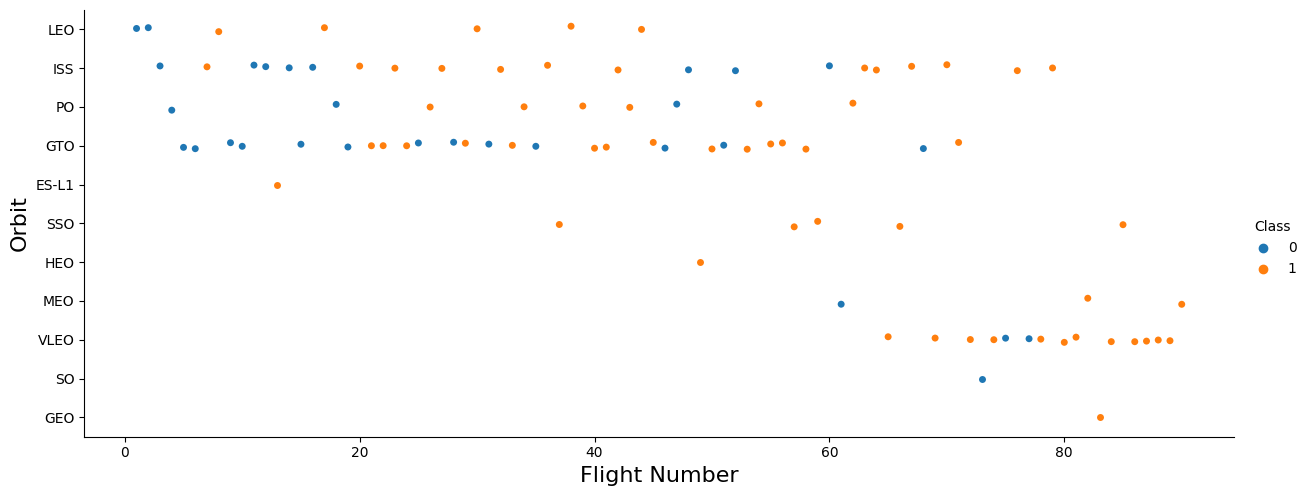 LEO
ISS
PO
GTO
ES-L1
SSO
HEO
MEO
VLEO
SO
GEO
Orbit
0 20 40 60 80
Flight Number
Class
0
1